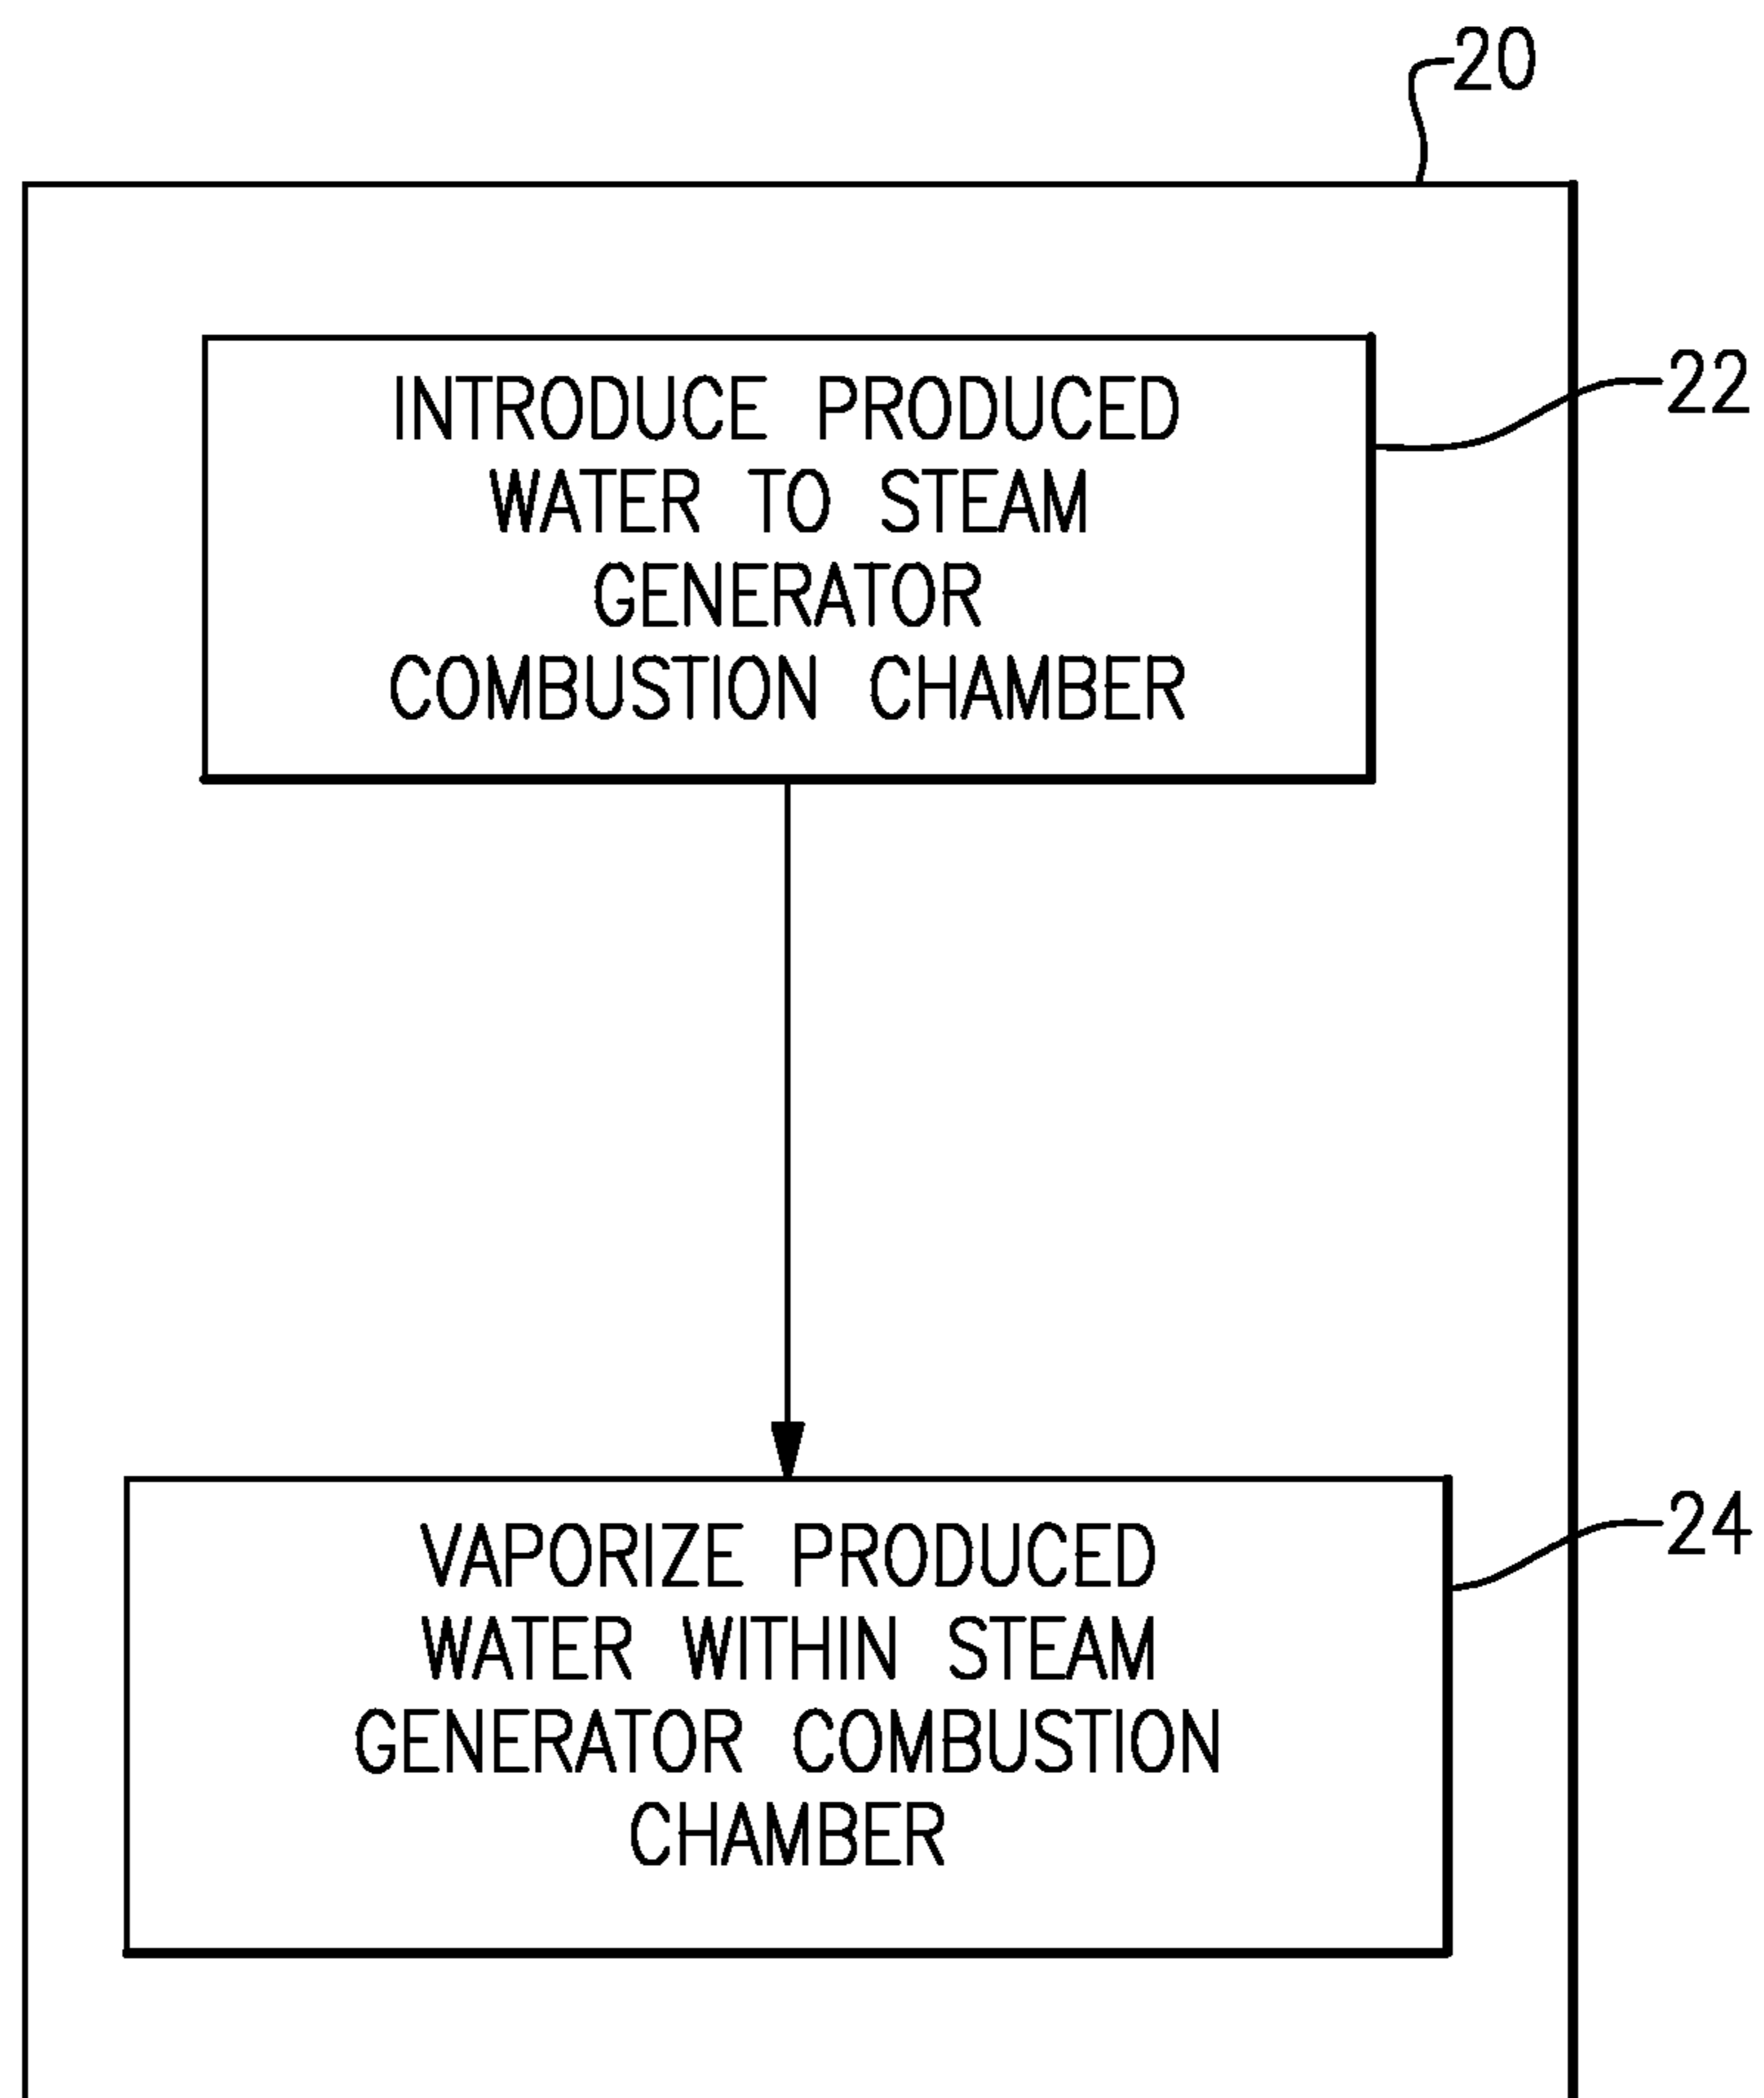 20
INTRODUCE PRODUCED
WATER TO STEAM
GENERATOR
COMBUSTION CHAMBER
22
VAPORIZE PRODUCED
WATER WITHIN STEAM
GENERATOR COMBUSTION
CHAMBER
24